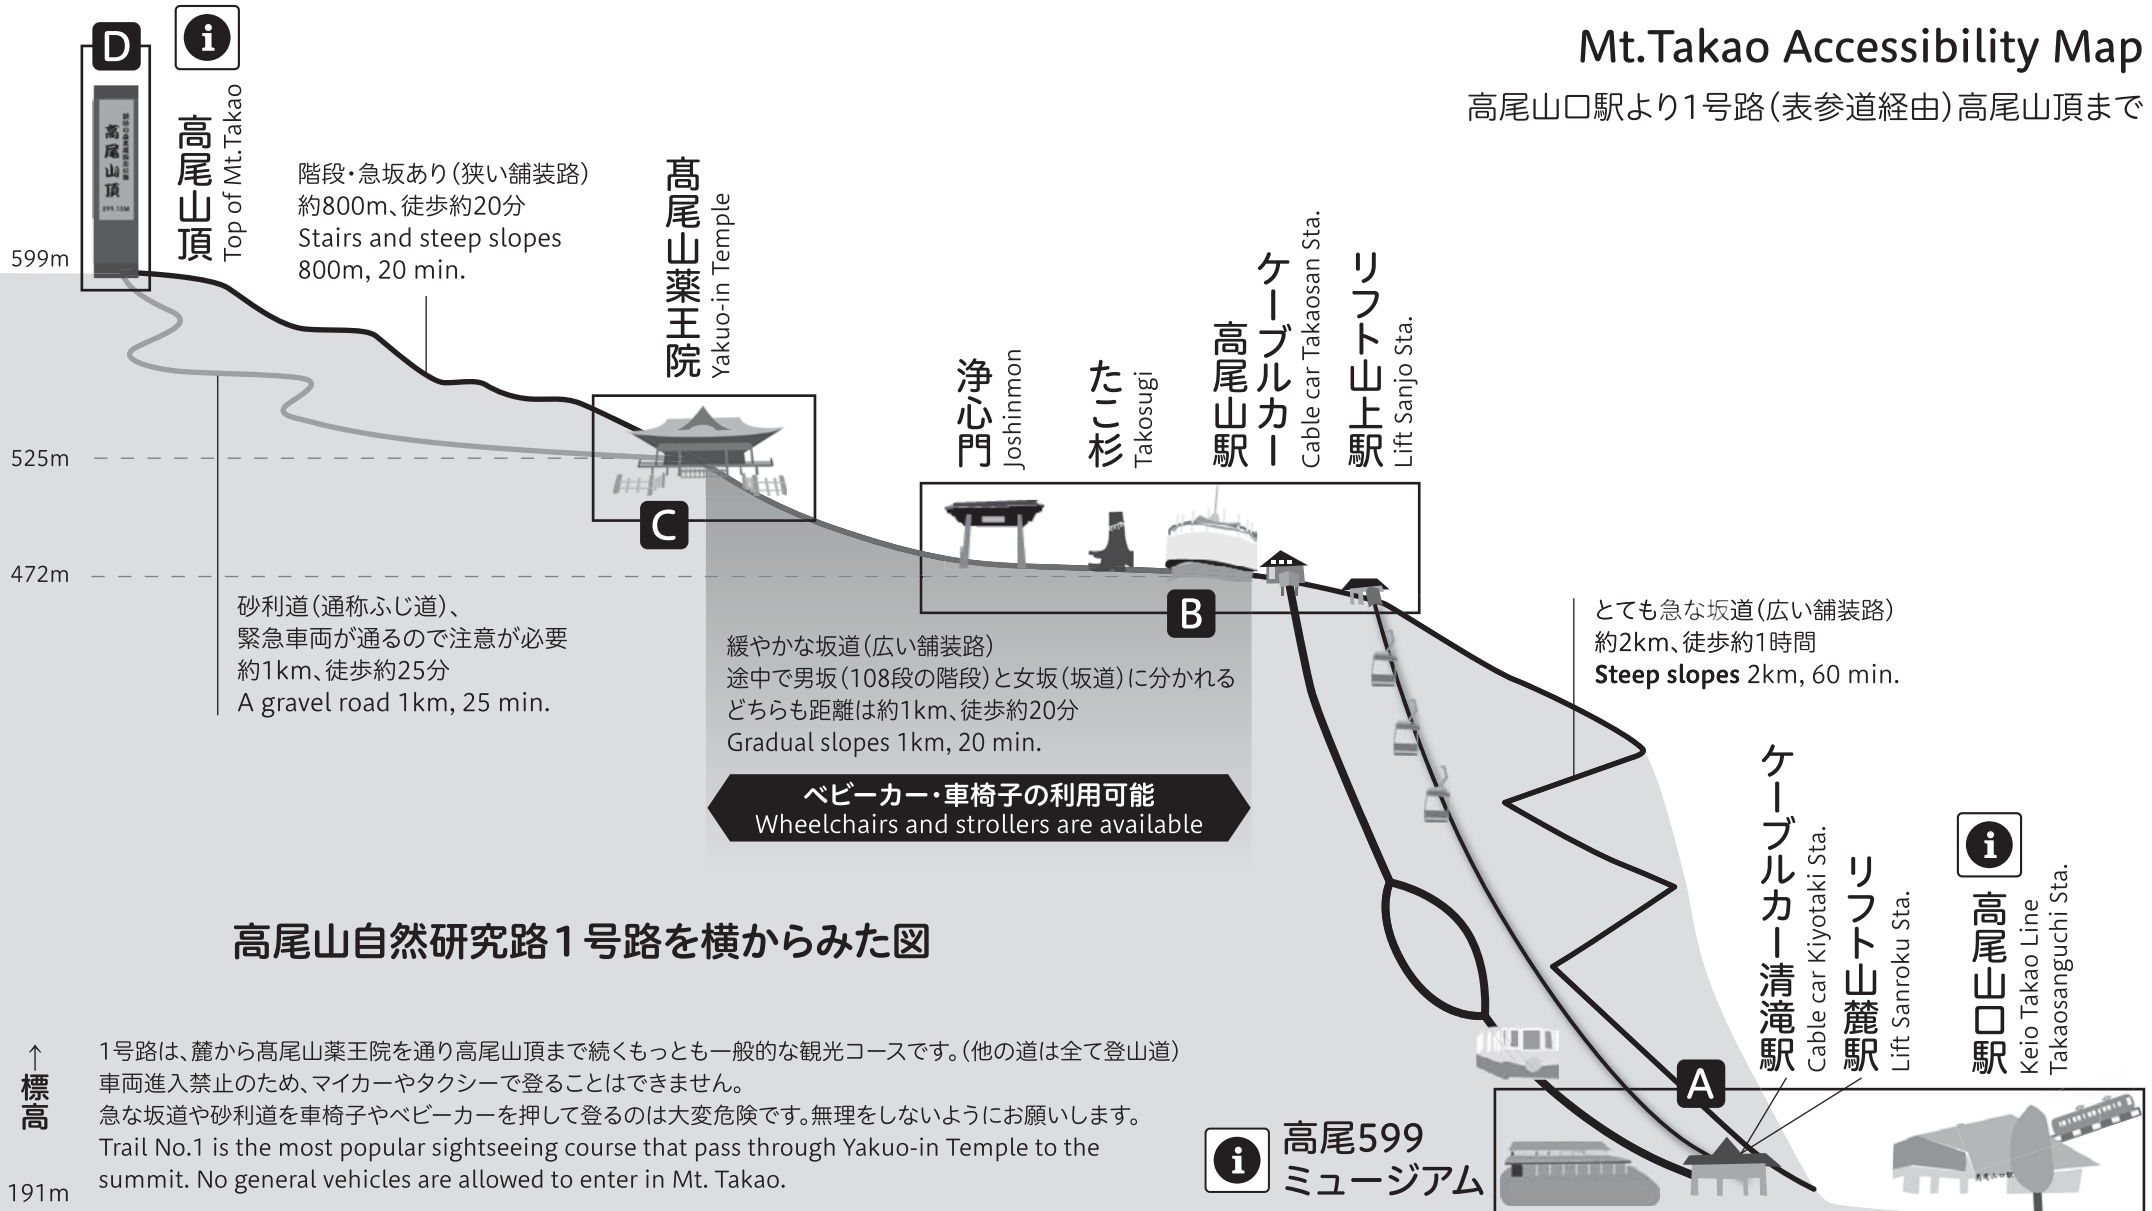 Mt.Takao Accessibility Map
高尾山口駅より1号路（表参道経由）高尾山頂まで
D
i
高尾山頂
Top of Mt.Takao
高尾山頂
599.15M
階段・急坂あり（狭い舗装路）
約800m、徒歩約20分
Stairs and steep slopes
800m, 20 min.
髙尾山薬王院
Yakuo-in Temple
浄心門
Joshinmon
たこ杉
Takosugi
ケーブルカー
高尾山駅
Cable car Takaosan Sta.
リフト山上駅
Lift Sanjo Sta.
599m
525m
472m
C
B
砂利道（通称ふじ道）、
緊急車両が通るので注意が必要
約1km、徒歩約25分
A gravel road 1km, 25 min.
緩やかな坂道（広い舗装路）
途中で男坂（108段の階段）と女坂（坂道）に分かれる
どちらも距離は約1km、徒歩約20分
Gradual slopes 1km, 20 min.
ベビーカー・車椅子の利用可能
Wheelchairs and strollers are available
とても急な坂道（広い舗装路）
約2km、徒歩約1時間
Steep slopes 2km, 60 min.
ケーブルカー清滝駅
Cable car Kiyotaki Sta.
リフト山麓駅
Lift Sanroku Sta.
i
高尾山口駅
Keio Takao Line
Takaosanguchi Sta.
高尾山自然研究路1号路を横からみた図
↑標高
1号路は、麓から髙尾山薬王院を通り高尾山頂まで続くもっとも一般的な観光コースです。（他の道は全て登山道）
車両進入禁止のため、マイカーやタクシーで登ることはできません。
急な坂道や砂利道を車椅子やベビーカーを押して登るのは大変危険です。無理をしないようにお願いします。
Trail No.1 is the most popular sightseeing course that pass through Yakuo-in Temple to the
summit. No general vehicles are allowed to enter in Mt. Takao.
191m
A
i
高尾599
ミュージアム
高尾山口駅